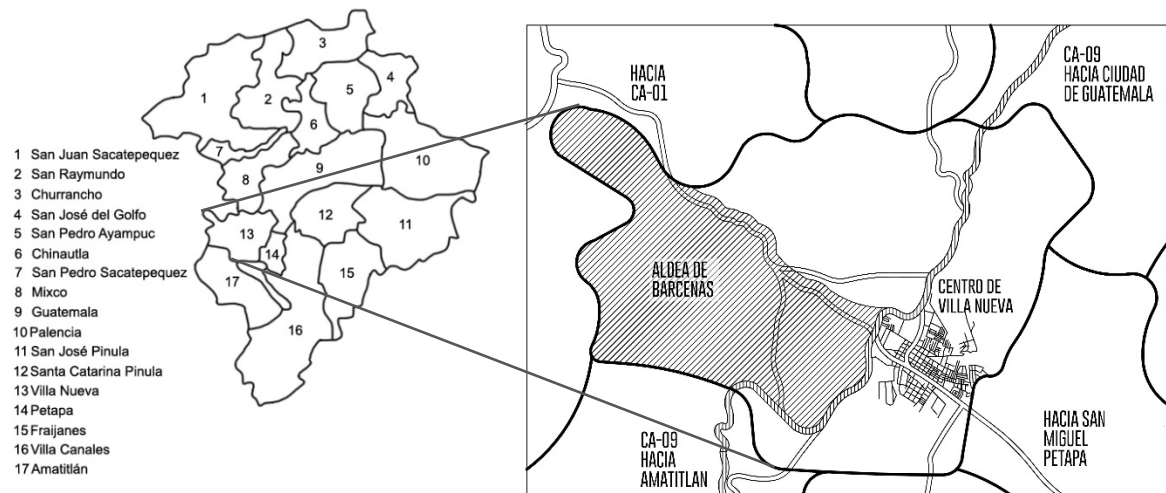 3
4
1
2
5
6
7
8
9
10
12
11
13
14
15
17
16
1 San Juan Sacatepequez
2 San Raymundo
3 Churrancho
4 San José del Golfo
5 San Pedro Ayampuc
6 Chinautla
7 San Pedro Sacatepequez
8 Mixco
9 Guatemala
10 Palencia
11 San José Pinula
12 Santa Catarina Pinula
13 Villa Nueva
14 Petapa
15 Fraijanes
16 Villa Canales
17 Amatitlán
HACIA
CA-01
CA-09
HACIA CIUDAD
DE GUATEMALA
ALDEA DE
BARCENAS
CENTRO DE
VILLA NUEVA
CA-09
HACIA
AMATITLAN
HACIA SAN
MIGUEL
PETAPA